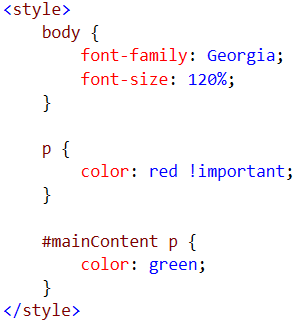 <style>
body {
font-family: Georgia;
font-size: 120%;
}
p {
color: red !important;
}
#mainContent p {
color: green;
}
</style>